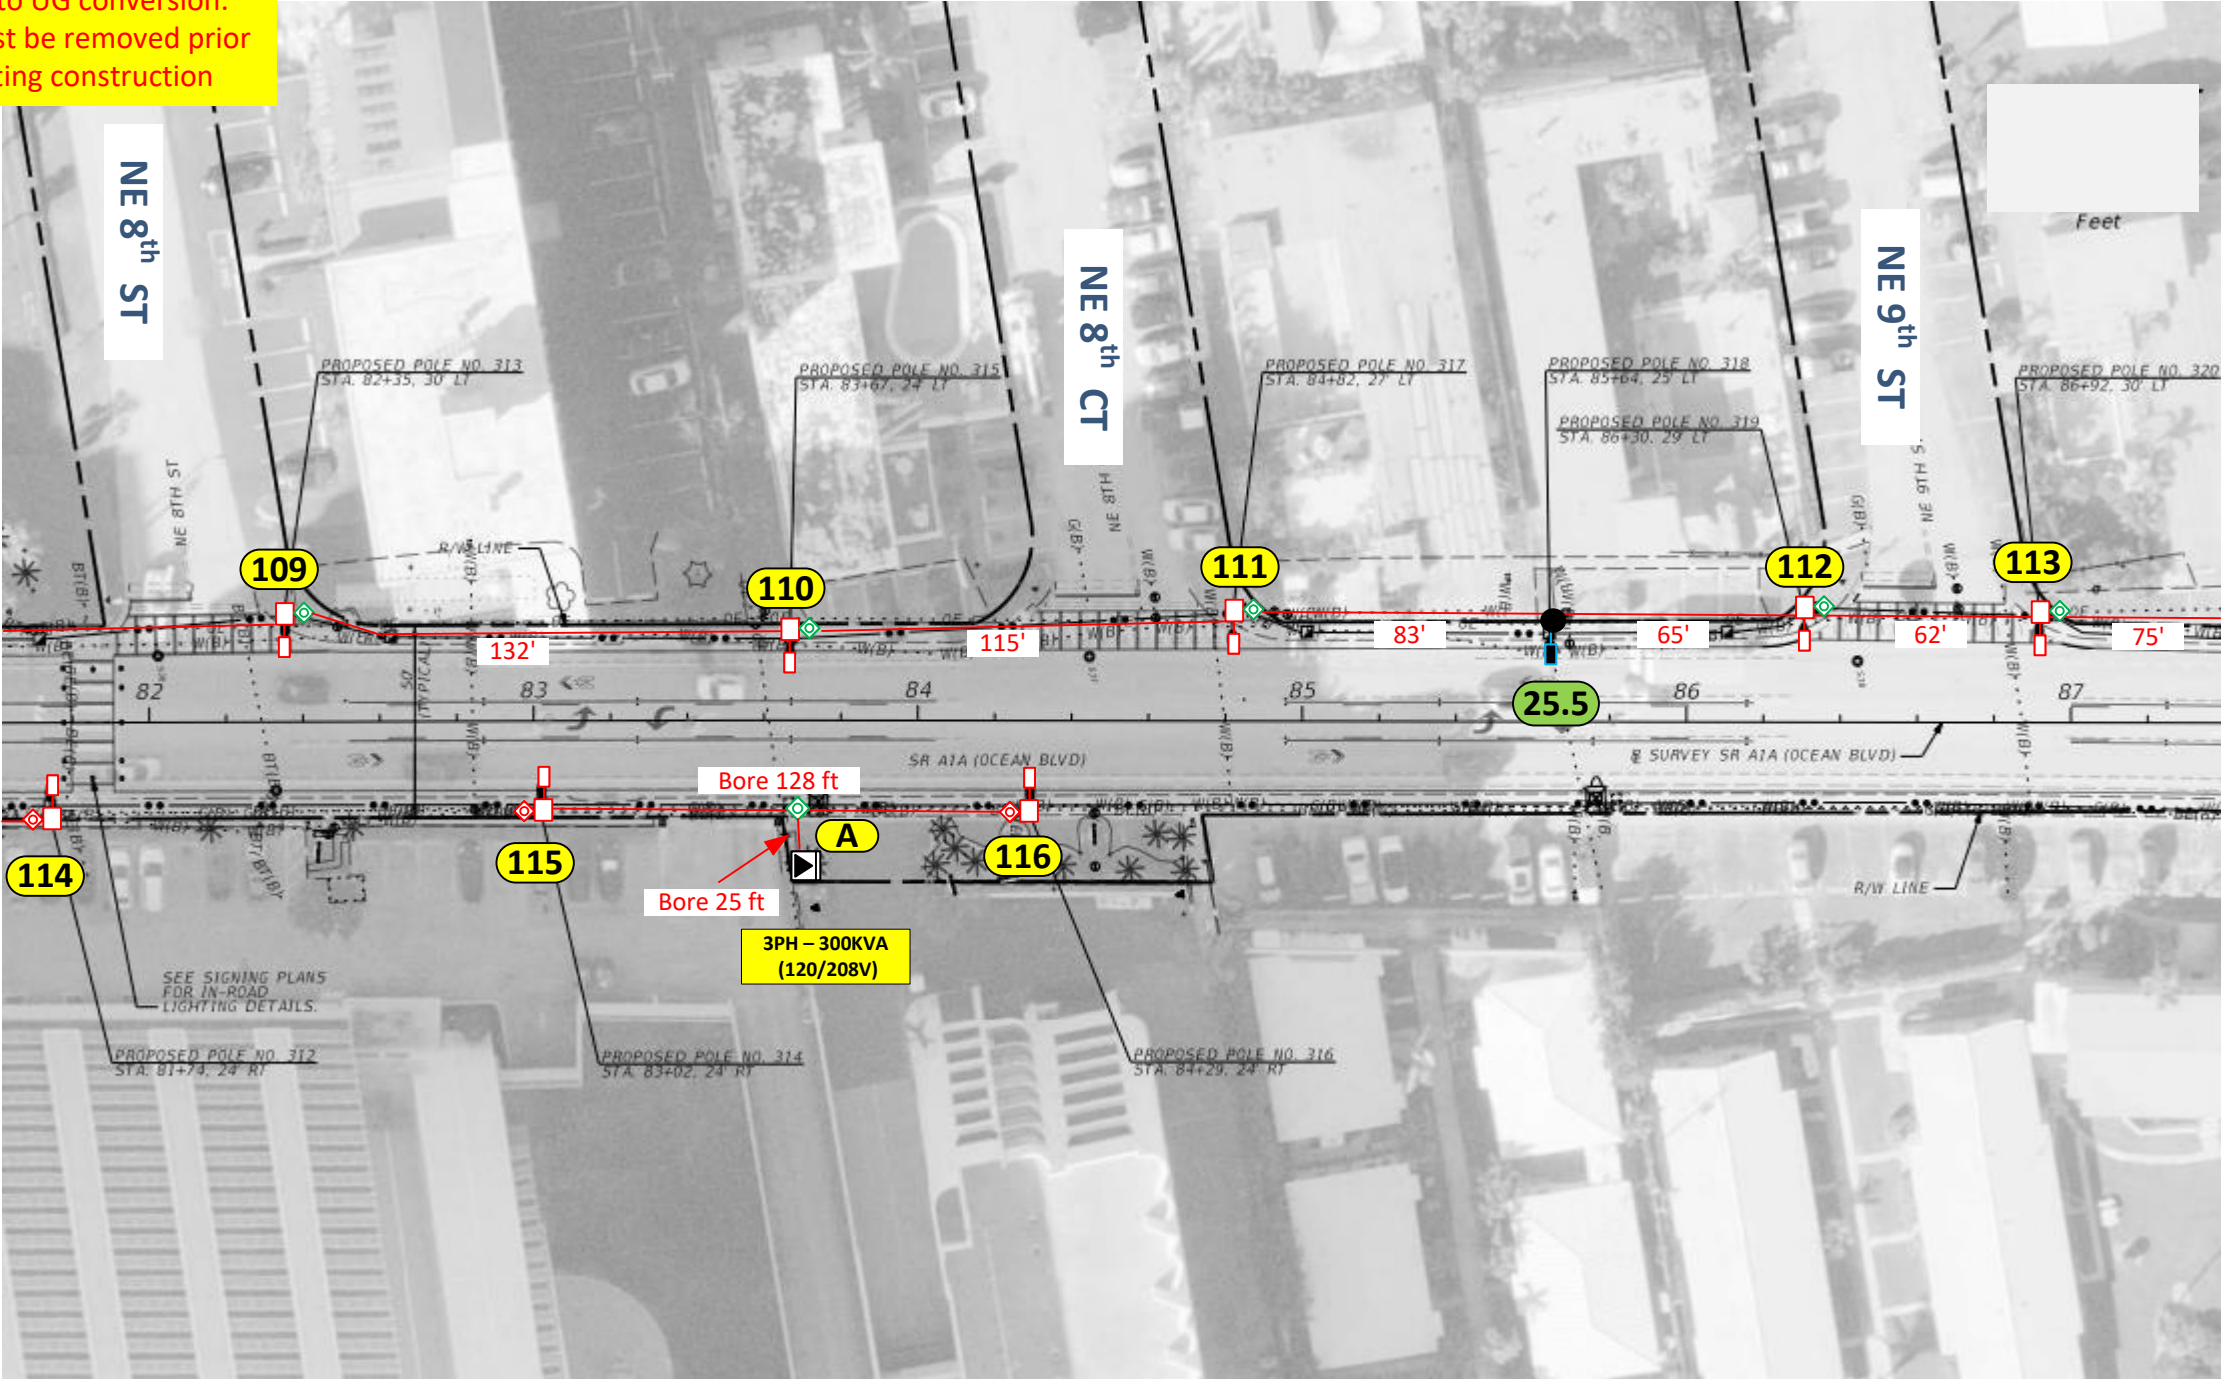 to UG conversion.
st be removed prior
ting construction
NE 8th ST
NE 8th CT
NE 9th ST
Feet
PROPOSED POLE NO. 313
STA. 82+35, 30' LT
PROPOSED POLE NO. 315
STA. 83+67, 24' LT
PROPOSED POLE NO. 317
STA. 84+82, 27' LT
PROPOSED POLE NO. 318
STA. 85+64, 25' LT
PROPOSED POLE NO. 319
STA. 86+30, 29' LT
PROPOSED POLE NO. 320
STA. 86+92, 30' LT
NE 8TH ST
NE 8TH
NE 9TH S
R/W LINE
109
110
111
112
113
132'
115'
83'
65'
62'
75'
50'
(TYPICAL)
82
83
84
85
86
87
25.5
SR A1A (OCEAN BLVD)
℄ SURVEY SR A1A (OCEAN BLVD)
Bore 128 ft
A
114
115
116
Bore 25 ft
R/W LINE
3PH – 300KVA
(120/208V)
SEE SIGNING PLANS
FOR IN-ROAD
LIGHTING DETAILS.
PROPOSED POLE NO. 312
STA. 81+74, 24' RT
PROPOSED POLE NO. 314
STA. 83+02, 24' RT
PROPOSED POLE NO. 316
STA. 84+29, 24' RT